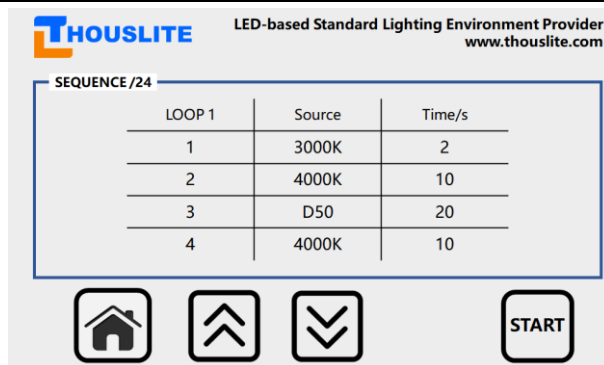 THOUSLITE
LED-based Standard Lighting Environment Provider
www.thouslite.com
SEQUENCE/24
LOOP 1 Source Time/s
1 3000K 2
2 4000K 10
3 D50 20
4 4000K 10
START